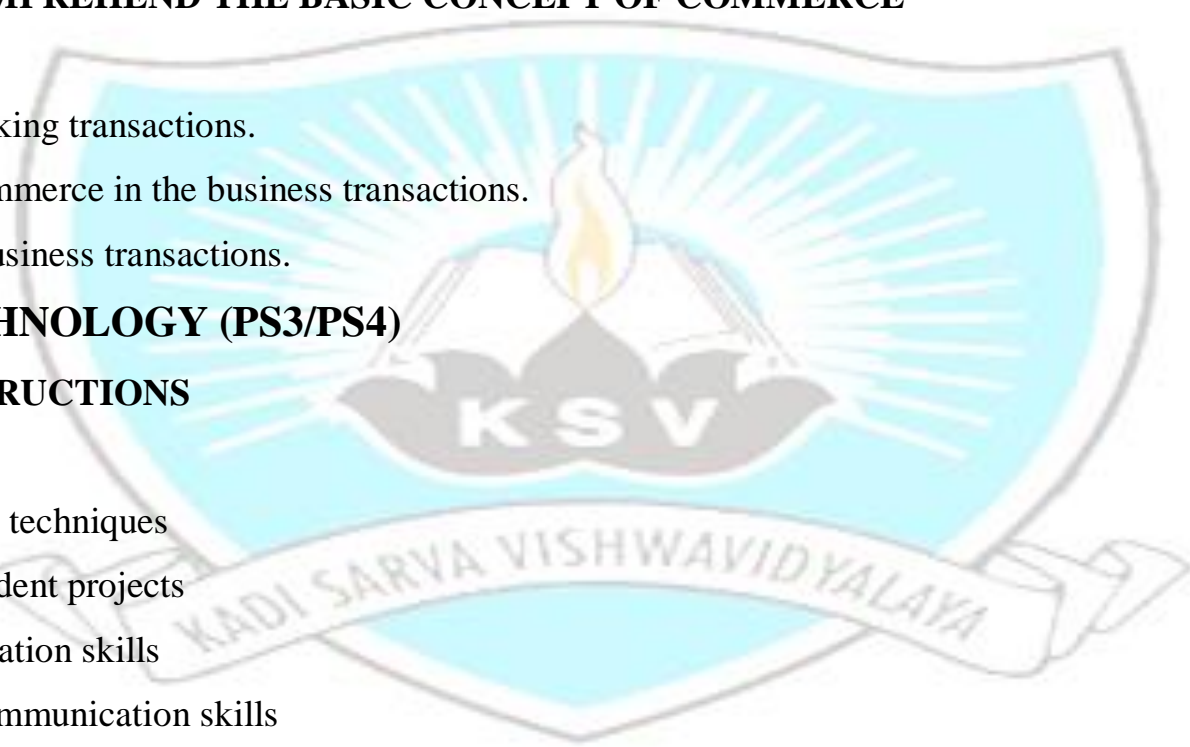 MPREHEND THE BASIC CONCEPT OF COMMERCE
king transactions.
mmerce in the business transactions.
usiness transactions.
HNOLOGY (PS3/PS4)
RUCTIONS
KSV
techniques
KADI SARVA VISHWAVIDYALAYA
dent projects
ation skills
mmunication skills